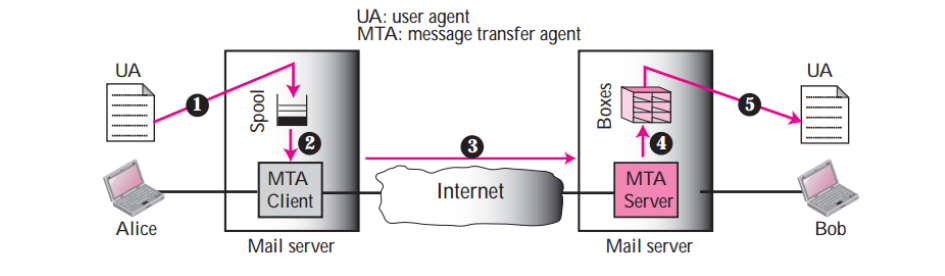 UA: user agent
MTA: message transfer agent
UA
UA
Spool
Boxes
1
2
3
4
5
MTA
Client
Internet
MTA
Server
Alice
Bob
Mail server
Mail server